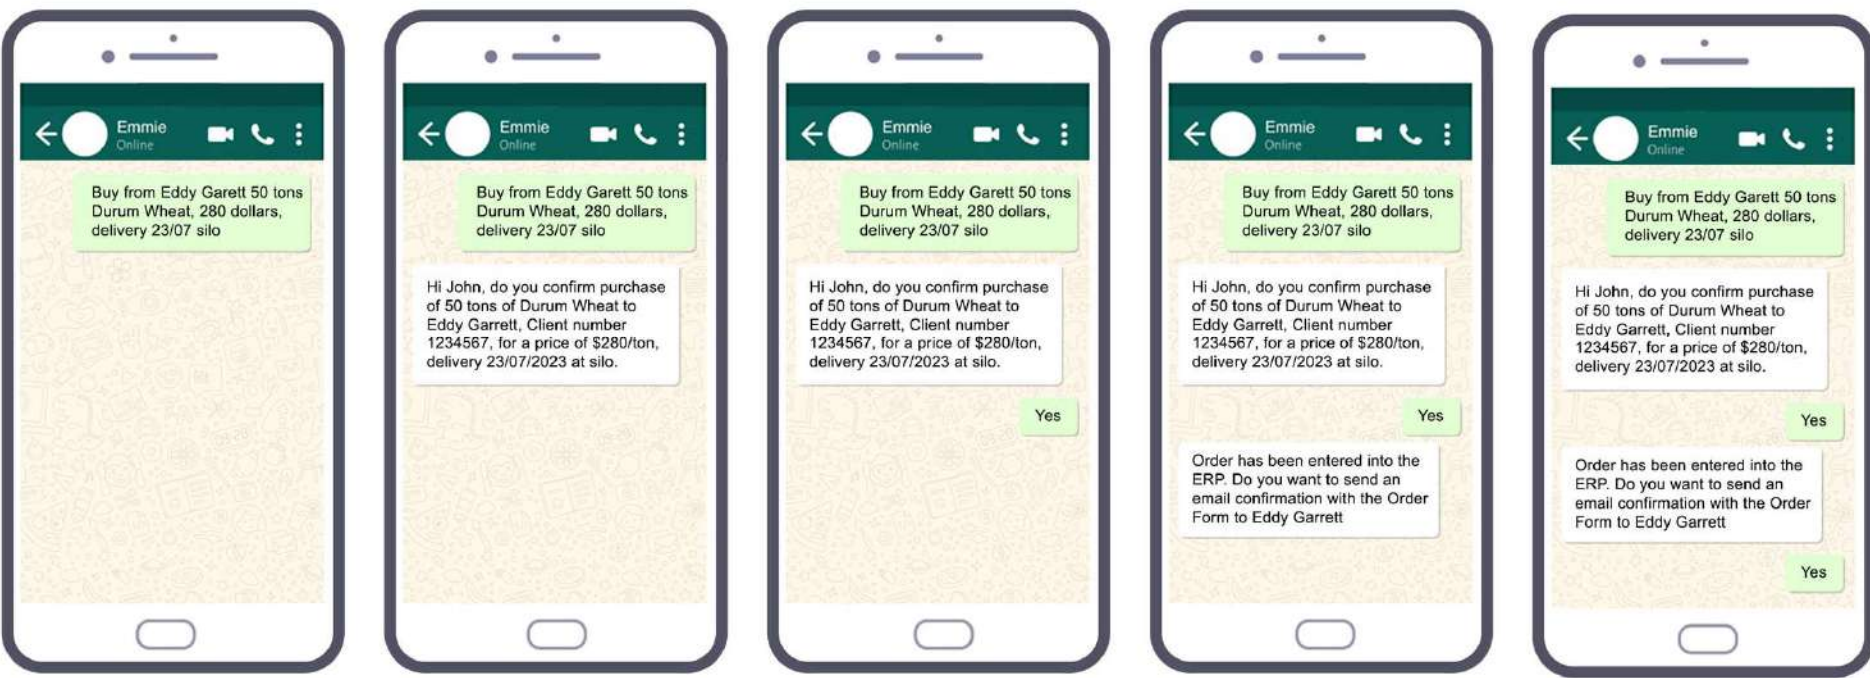 Emmie
Online
Buy from Eddy Garett 50 tons
Durum Wheat, 280 dollars,
delivery 23/07 silo
Emmie
Online
Buy from Eddy Garett 50 tons
Durum Wheat, 280 dollars,
delivery 23/07 silo
Hi John, do you confirm purchase
of 50 tons of Durum Wheat to
Eddy Garrett, Client number
1234567, for a price of $280/ton,
delivery 23/07/2023 at silo.
Emmie
Online
Buy from Eddy Garett 50 tons
Durum Wheat, 280 dollars,
delivery 23/07 silo
Hi John, do you confirm purchase
of 50 tons of Durum Wheat to
Eddy Garrett, Client number
1234567, for a price of $280/ton,
delivery 23/07/2023 at silo.
Yes
Emmie
Online
Buy from Eddy Garett 50 tons
Durum Wheat, 280 dollars,
delivery 23/07 silo
Hi John, do you confirm purchase
of 50 tons of Durum Wheat to
Eddy Garrett, Client number
1234567, for a price of $280/ton,
delivery 23/07/2023 at silo.
Yes
Order has been entered into the
ERP. Do you want to send an
email confirmation with the Order
Form to Eddy Garrett
Emmie
Online
Buy from Eddy Garett 50 tons
Durum Wheat, 280 dollars,
delivery 23/07 silo
Hi John, do you confirm purchase
of 50 tons of Durum Wheat to
Eddy Garrett, Client number
1234567, for a price of $280/ton,
delivery 23/07/2023 at silo.
Yes
Order has been entered into the
ERP. Do you want to send an
email confirmation with the Order
Form to Eddy Garrett
Yes